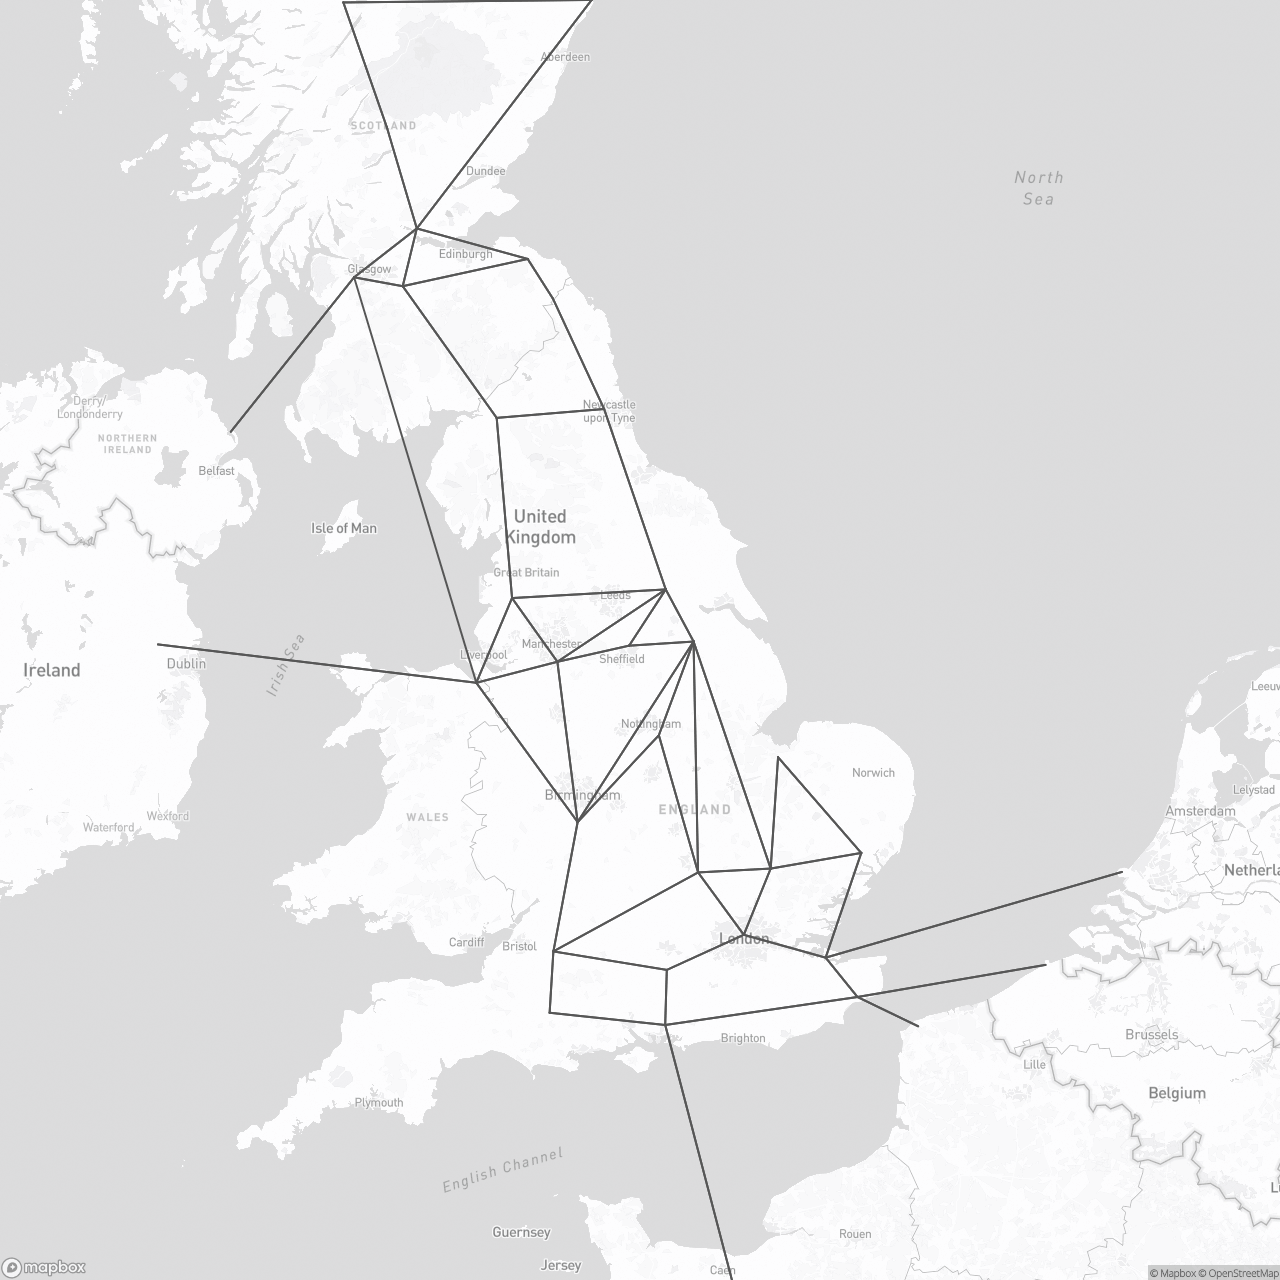 Aberdeen
SCOTLAND
North
Sea
Dundee
Edinburgh
Glasgow
Derry/
Londonderry
Newcastle
upon Tyne
NORTHERN
IRELAND
Belfast
United
Kingdom
Isle of Man
Great Britain
Leeds
Manchester
Liverpool
Sheffield
Irish Sea
Dublin
Ireland
Leeuw
Nottingham
Norwich
Lelystad
Birmingham
ENGLAND
Amsterdam
WALES
Wexford
Waterford
Netherla
London
Cardiff
Bristol
Brighton
Brussels
Lille
Belgium
Plymouth
English Channel
Lu
Guernsey
Rouen
Jersey
Caen
mapbox
© Mapbox © OpenStreetMap